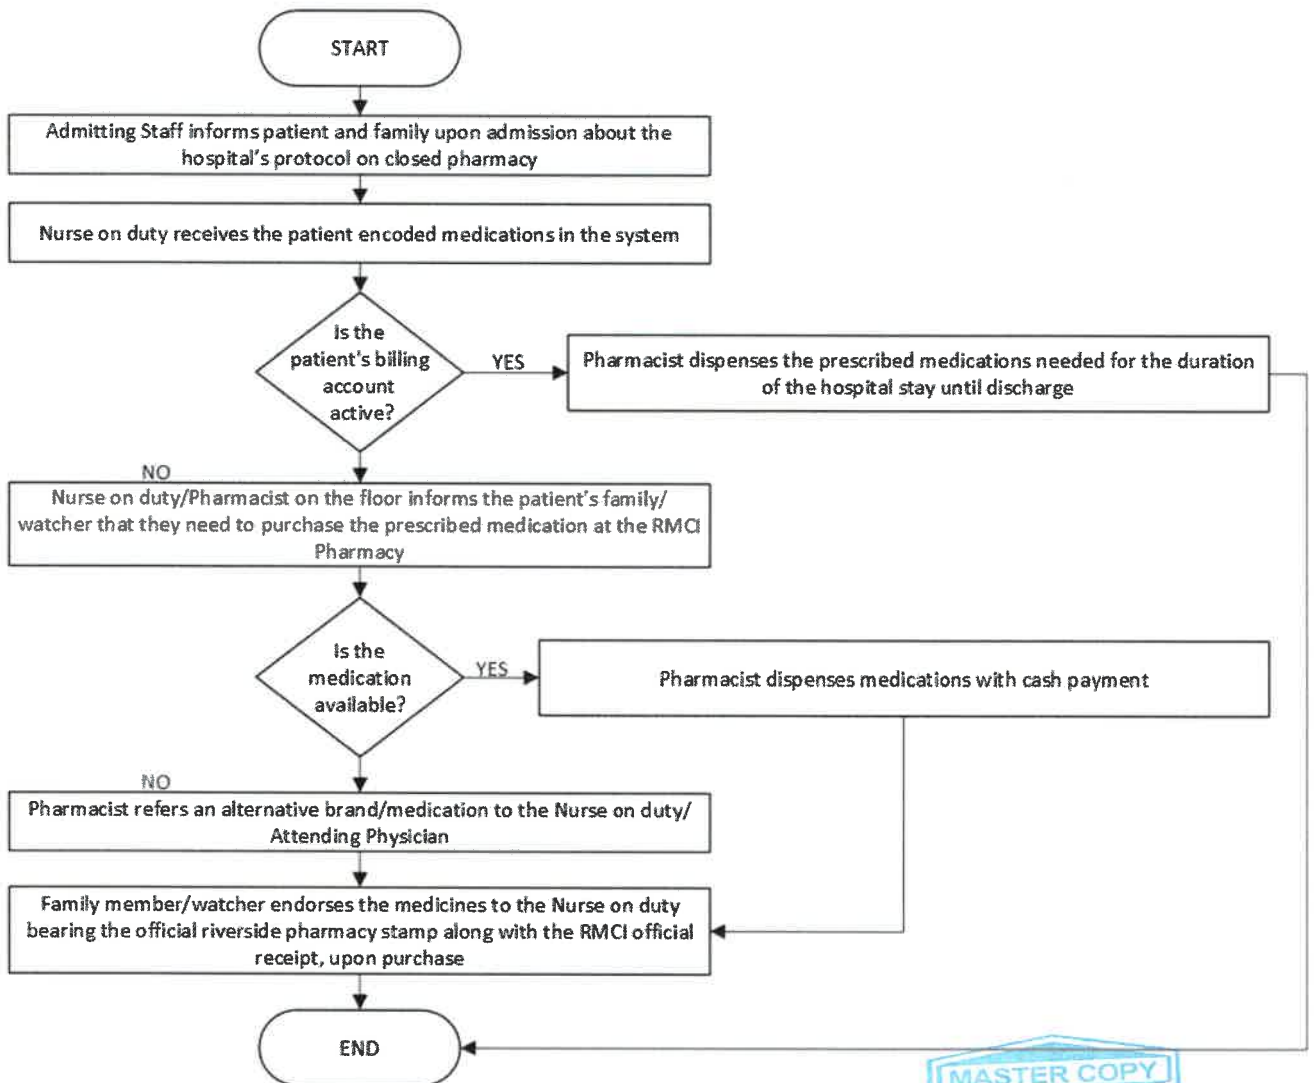 START
Admitting Staff informs patient and family upon admission about the
hospital's protocol on closed pharmacy
Nurse on duty receives the patient encoded medications in the system
Is the
patient's billing
account
active?
YES
Pharmacist dispenses the prescribed medications needed for the duration
of the hospital stay until discharge
NO
Nurse on duty/Pharmacist on the floor informs the patient's family/
watcher that they need to purchase the prescribed medication at the RMCI
Pharmacy
Is the
medication
available?
YES
Pharmacist dispenses medications with cash payment
NO
Pharmacist refers an alternative brand/medication to the Nurse on duty/
Attending Physician
Family member/watcher endorses the medicines to the Nurse on duty
bearing the official riverside pharmacy stamp along with the RMCI official
receipt, upon purchase
END
MASTER COPY